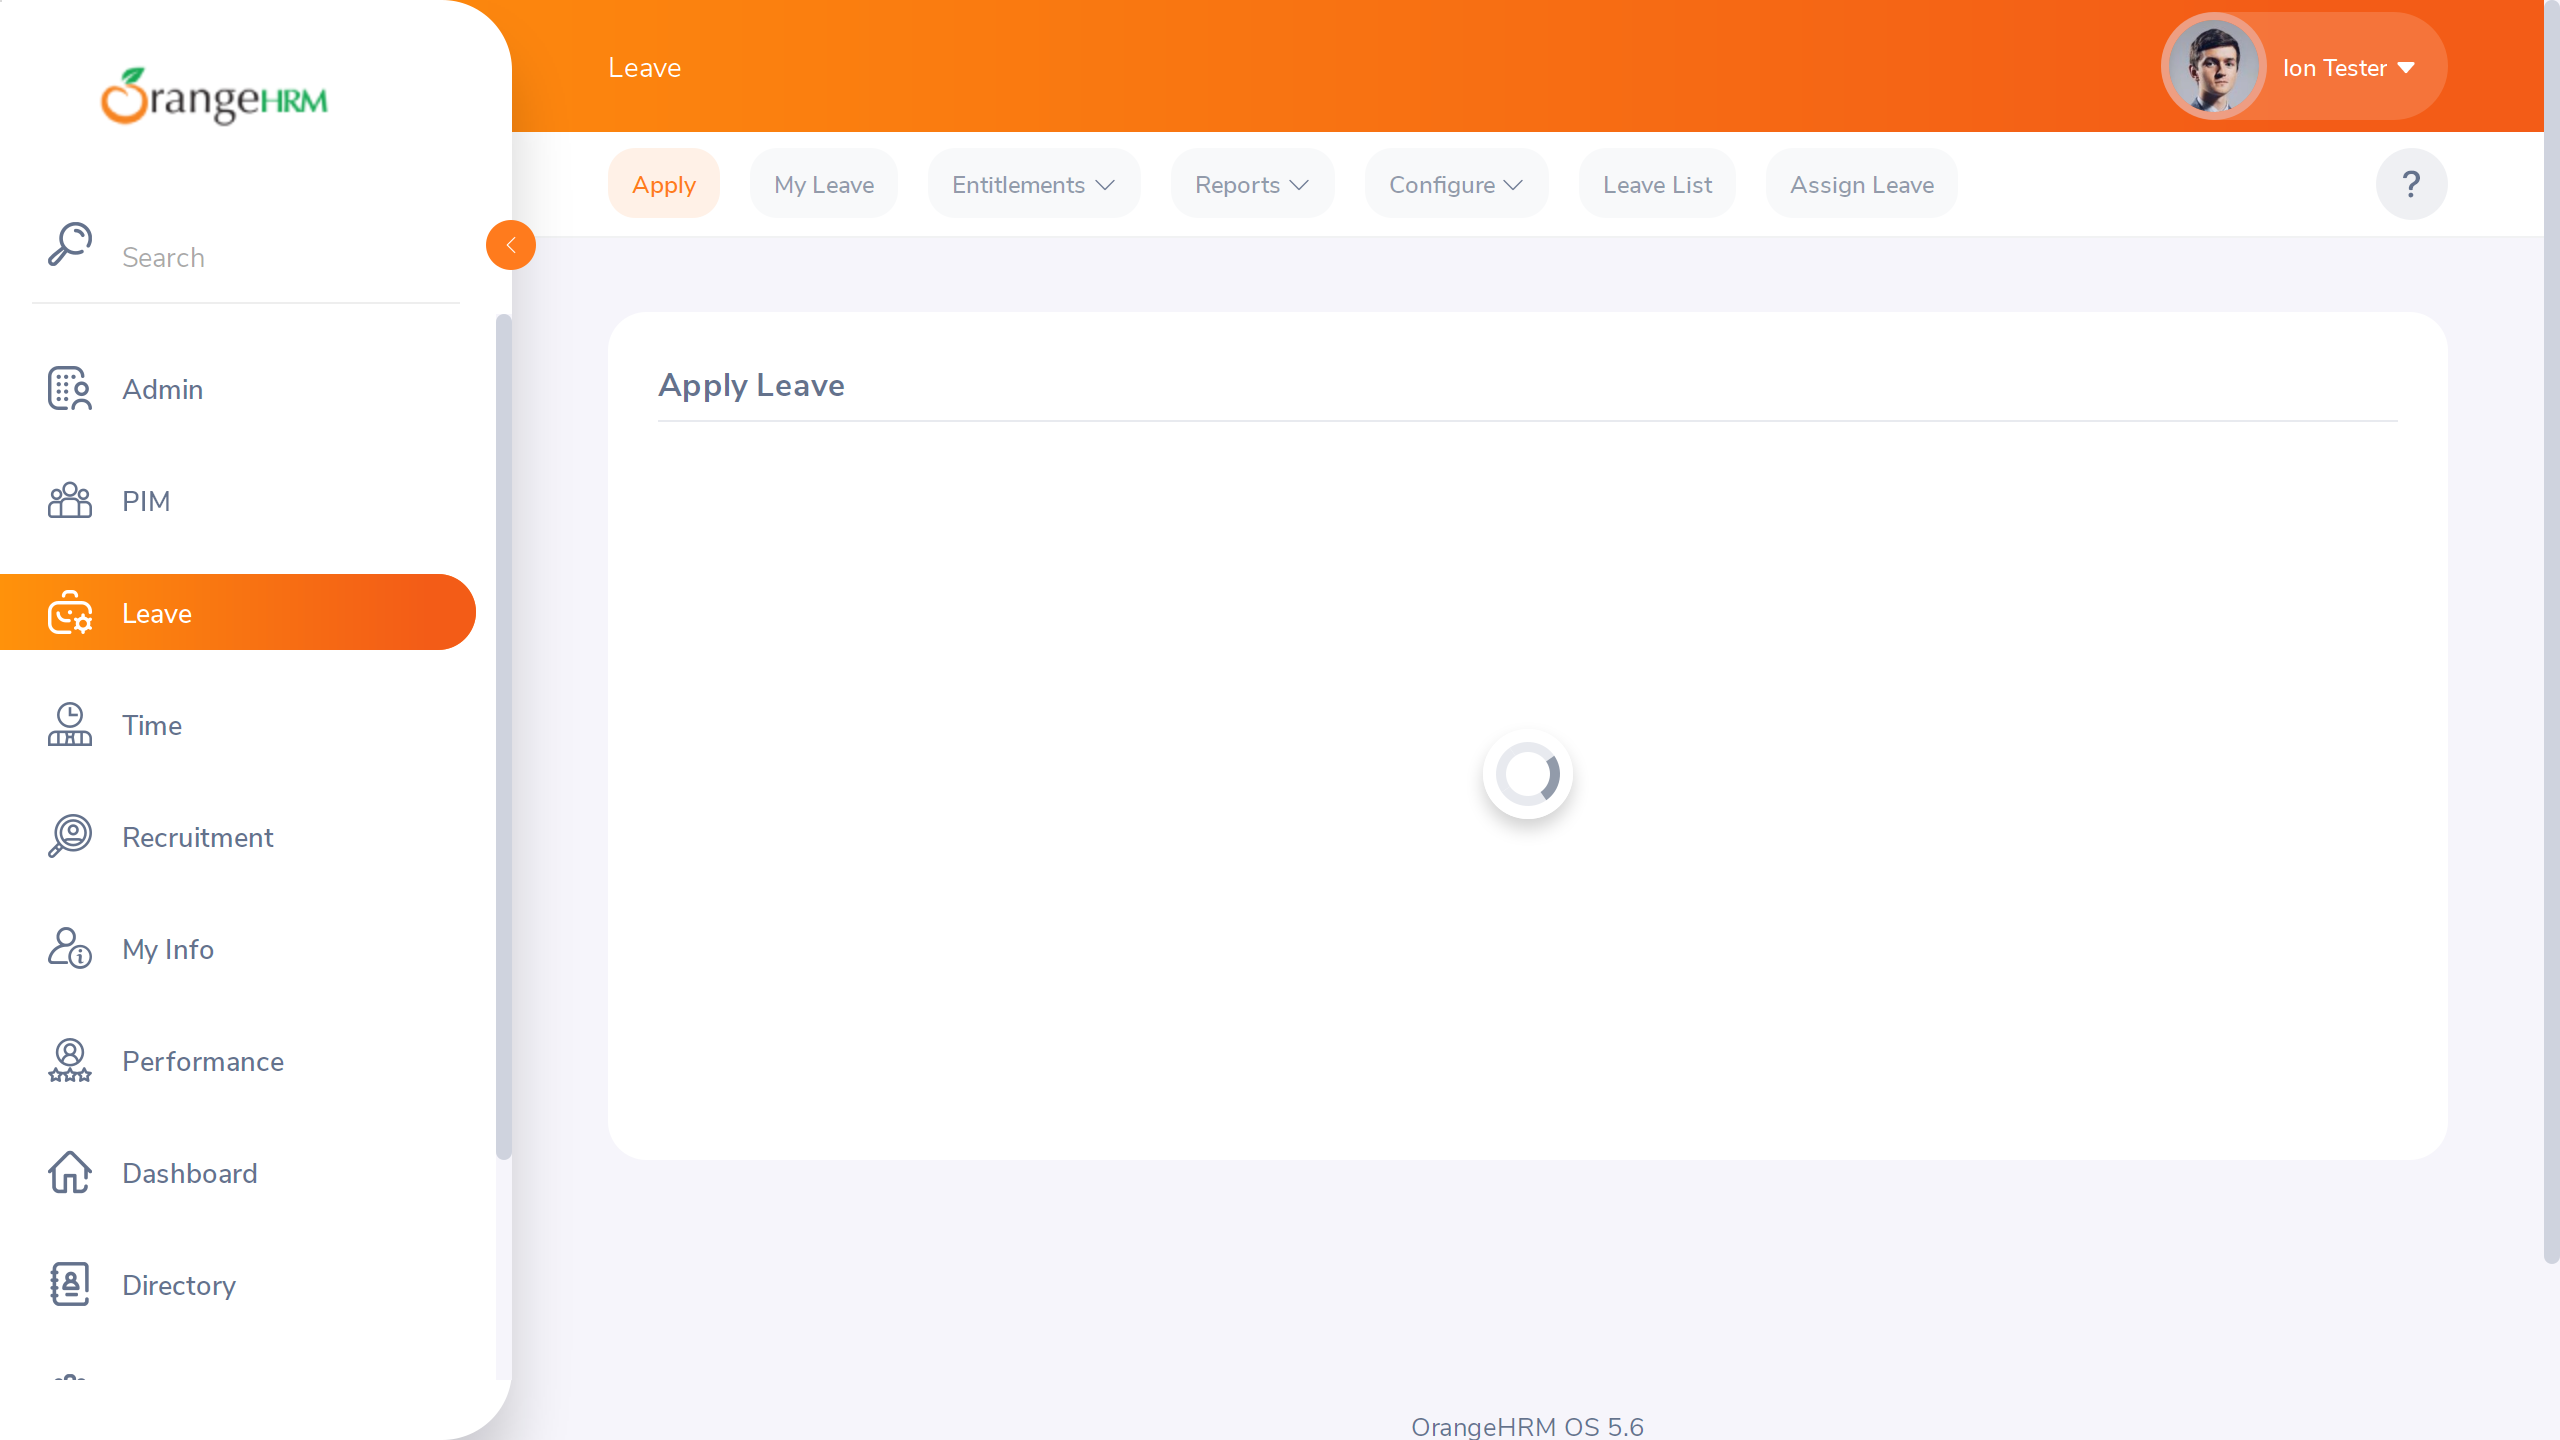 OrangeHRM
Leave
Ion Tester
Search
Apply
My Leave
Entitlements
Reports
Configure
Leave List
Assign Leave
?
Admin
PIM
Leave
Time
Recruitment
My Info
Performance
Dashboard
Directory
Apply Leave
OrangeHRM OS 5.6